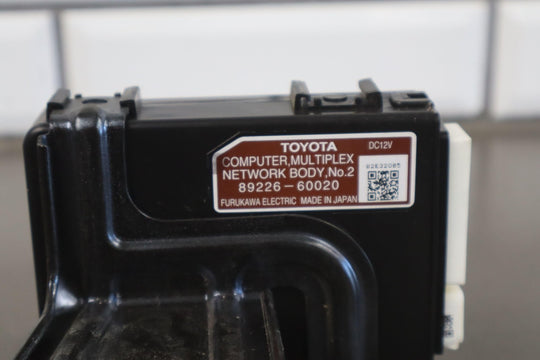 TOYOTA DC12V
COMPUTER,MULTIPLEX
NETWORK BODY,No.2
89226-60020
FURUKAWA ELECTRIC MADE IN JAPAN